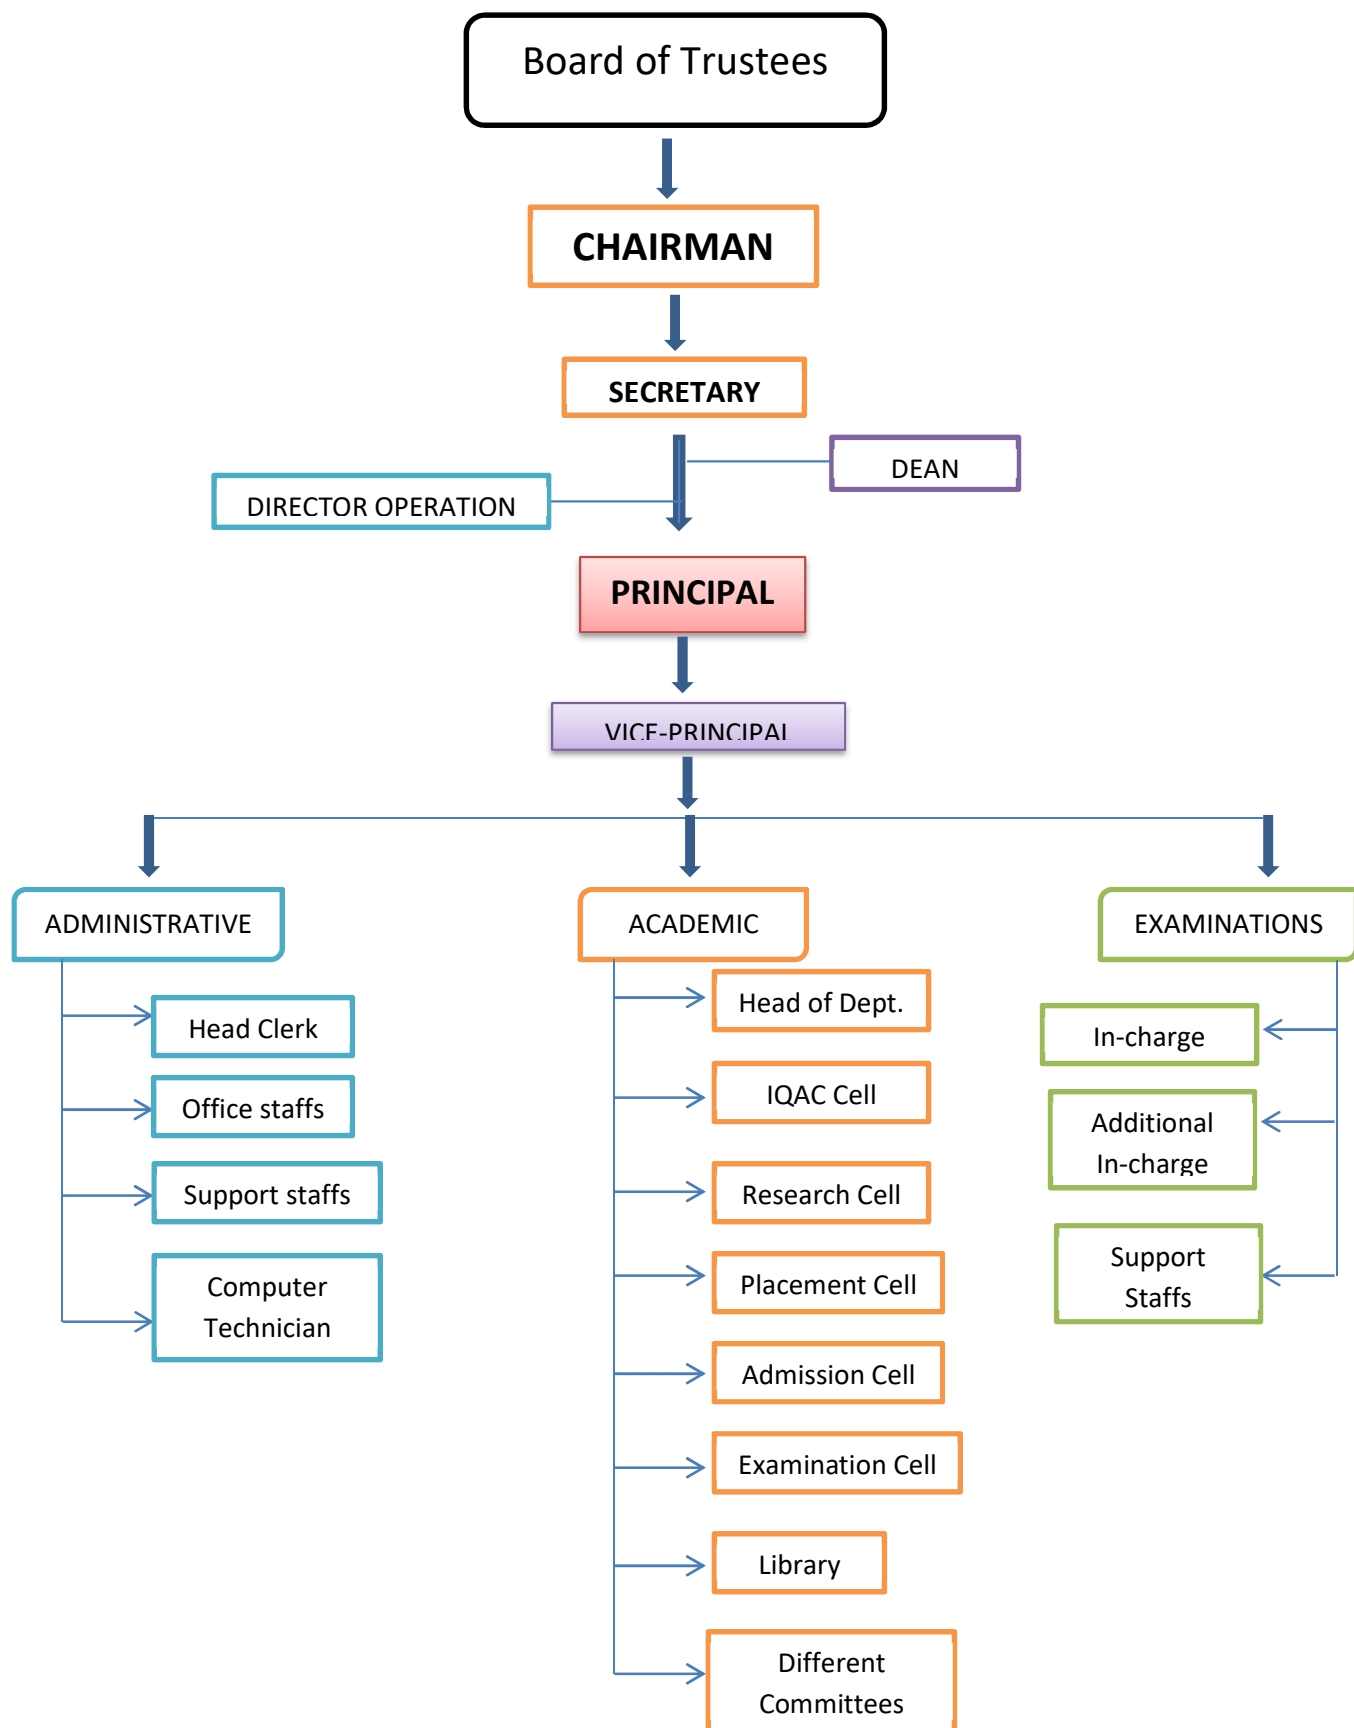 Board of Trustees
CHAIRMAN
SECRETARY
DEAN
DIRECTOR OPERATION
PRINCIPAL
VICE-PRINCIPAL
ADMINISTRATIVE
Head Clerk
Office staffs
Support staffs
Computer
Technician
ACADEMIC
Head of Dept.
IQAC Cell
Research Cell
Placement Cell
Admission Cell
Examination Cell
Library
Different
Committees
EXAMINATIONS
In-charge
Additional
In-charge
Support
Staffs